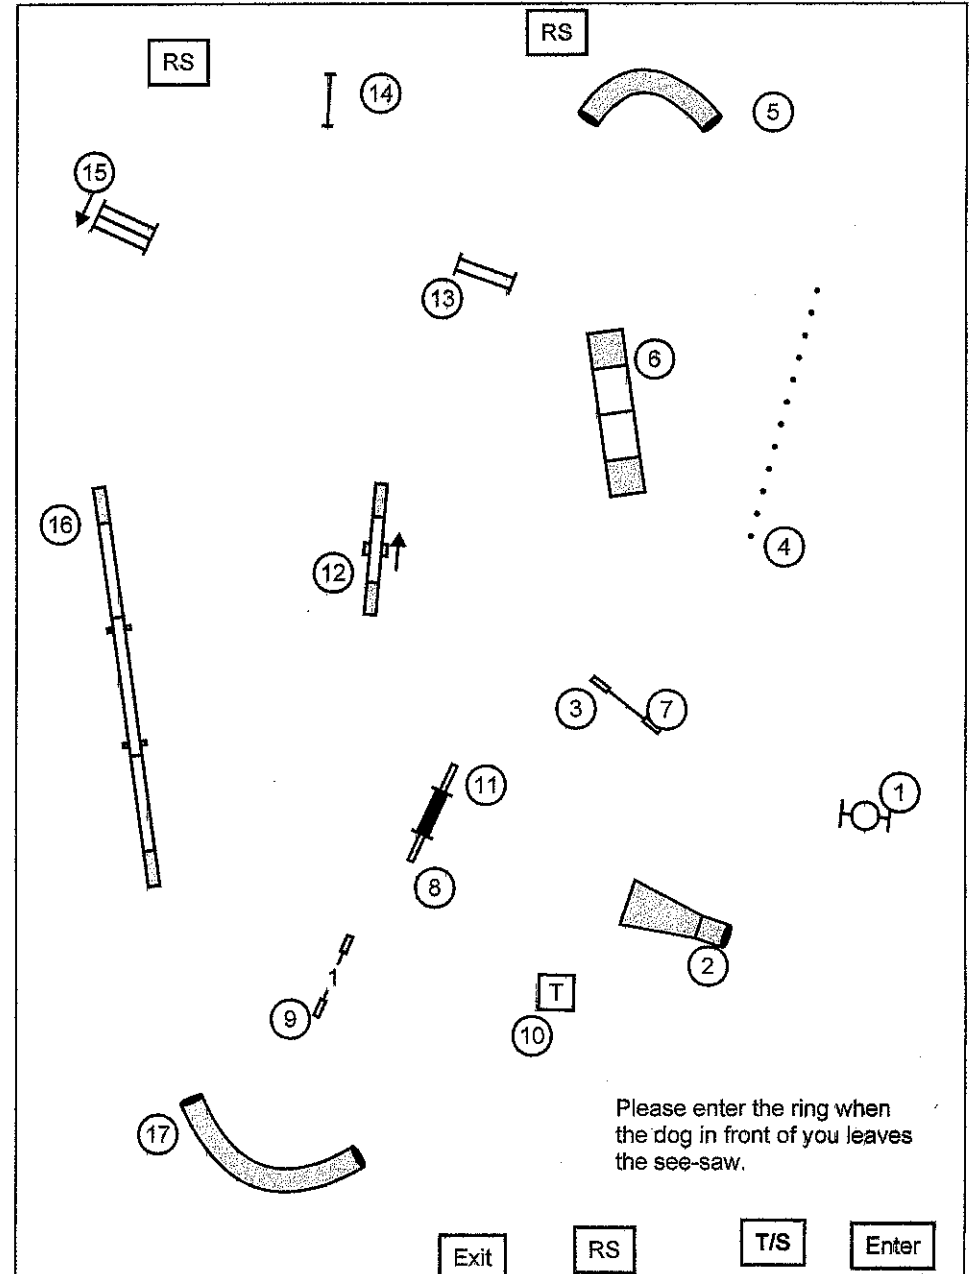 RS
RS
14
5
15
13
6
16
12
4
3
7
11
1
8
2
9
1
T
10
17
Please enter the ring when
the dog in front of you leaves
the see-saw.
Exit
RS
T/S
Enter